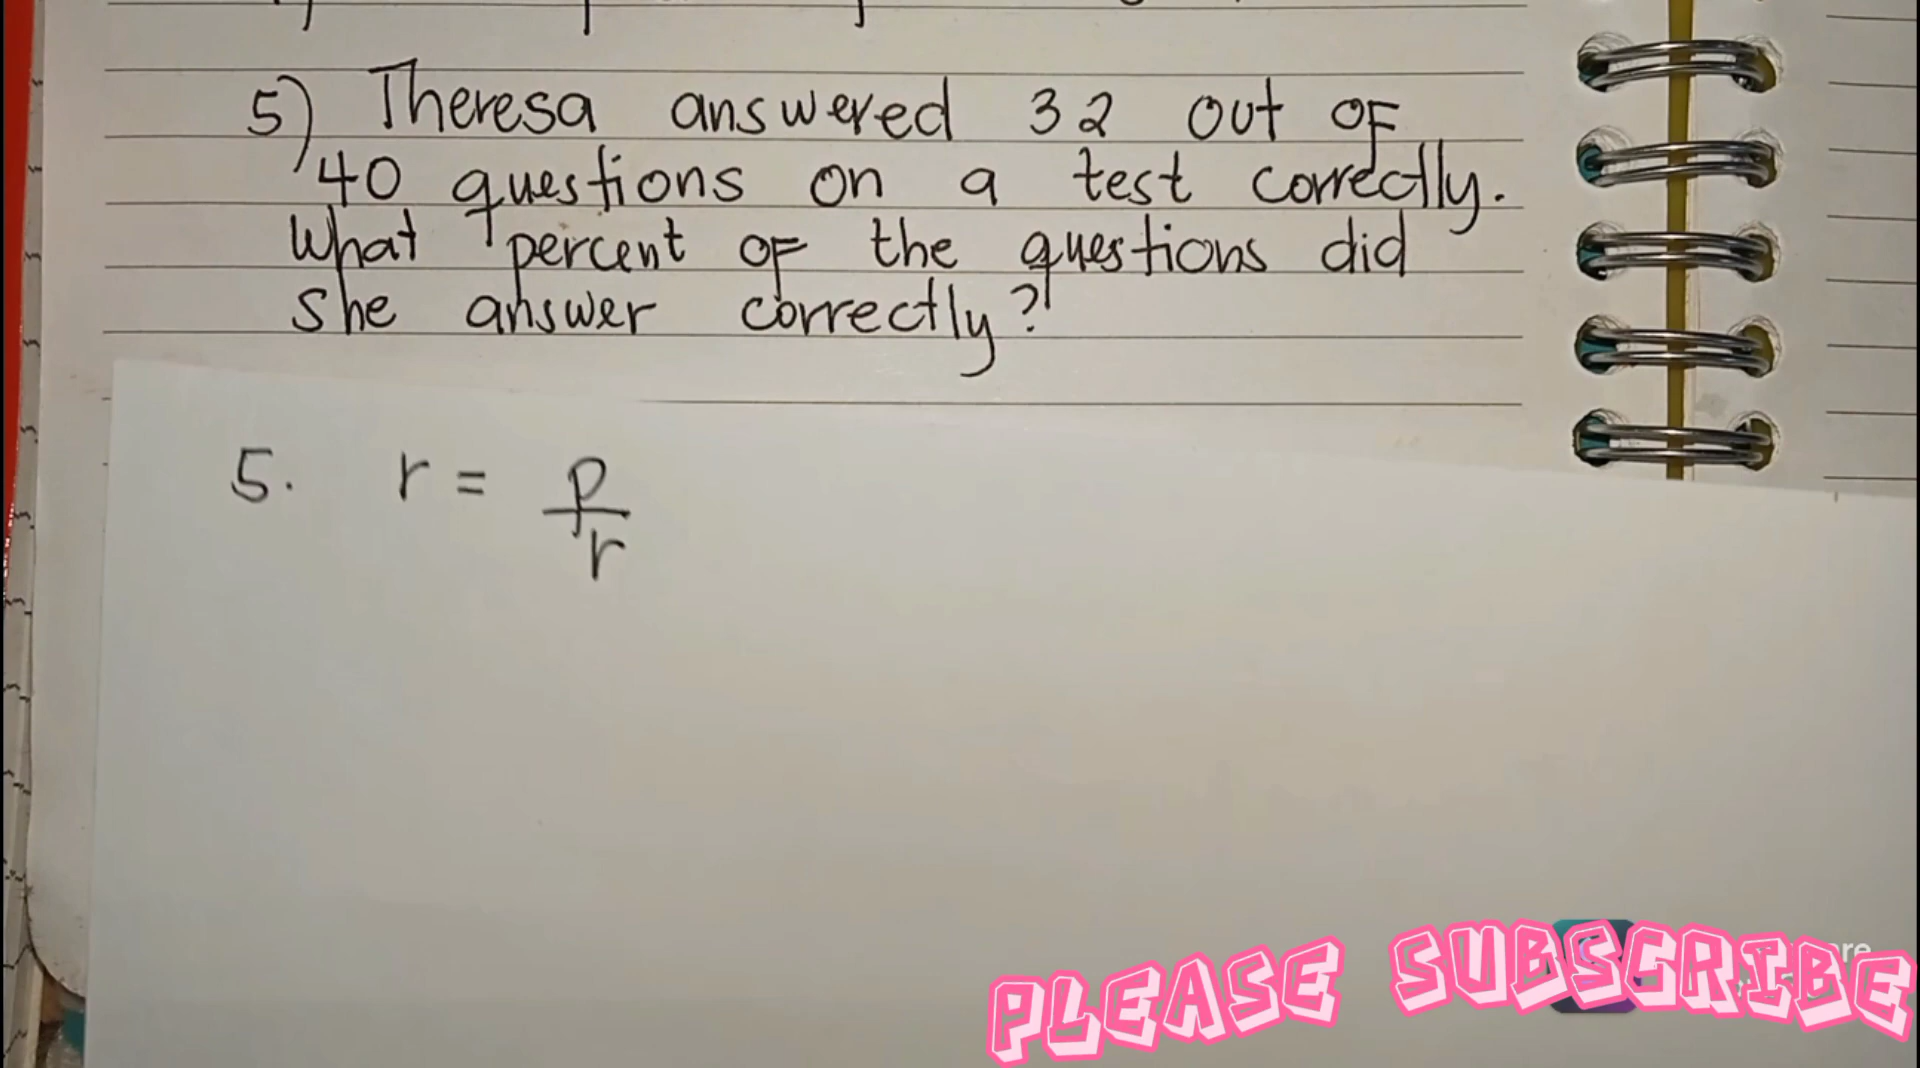 5) Theresa answered 32 out of
40 questions on a test correctly.
What percent of the questions did
she answer correctly?
5. r = p/r
PLEASE SUBSCRIBE